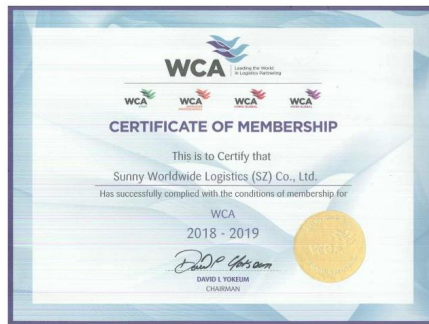 WCA
Leading the World
in Logistics Partnering
WCA WCA WCA WCA
CERTIFICATE OF MEMBERSHIP
This is to Certify that
Sunny Worldwide Logistics (SZ) Co., Ltd.
Has successfully complied with the conditions of membership for
WCA
2018 - 2019
DAVID L YOKEUM
CHAIRMAN